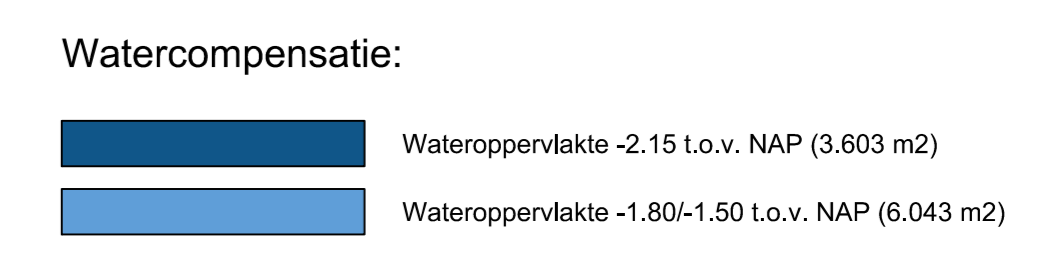 Watercompensatie:
Wateroppervlakte -2.15 t.o.v. NAP (3.603 m2)
Wateroppervlakte -1.80/-1.50 t.o.v. NAP (6.043 m2)